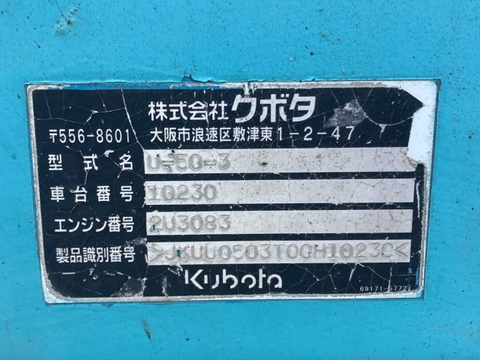 株式会社クボタ
〒556-8601 大阪市浪速区敷津東1-2-47
型式名 U-50-3
車台番号 10230
エンジン番号 2U3083
製品識別番号
Kubota